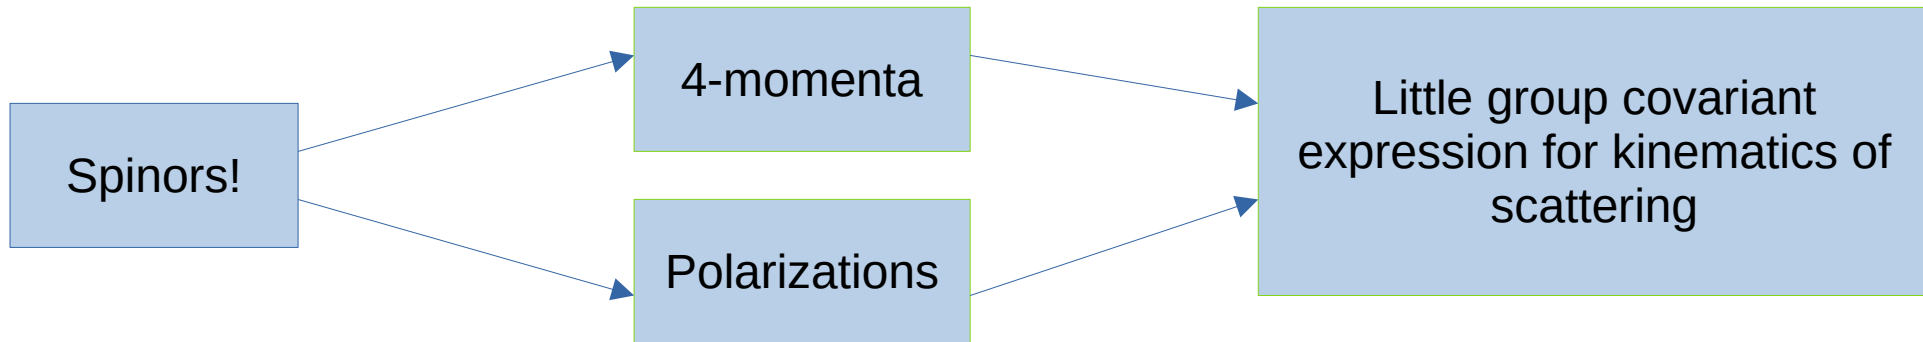 Spinors!
4-momenta
Polarizations
Little group covariant
expression for kinematics of
scattering